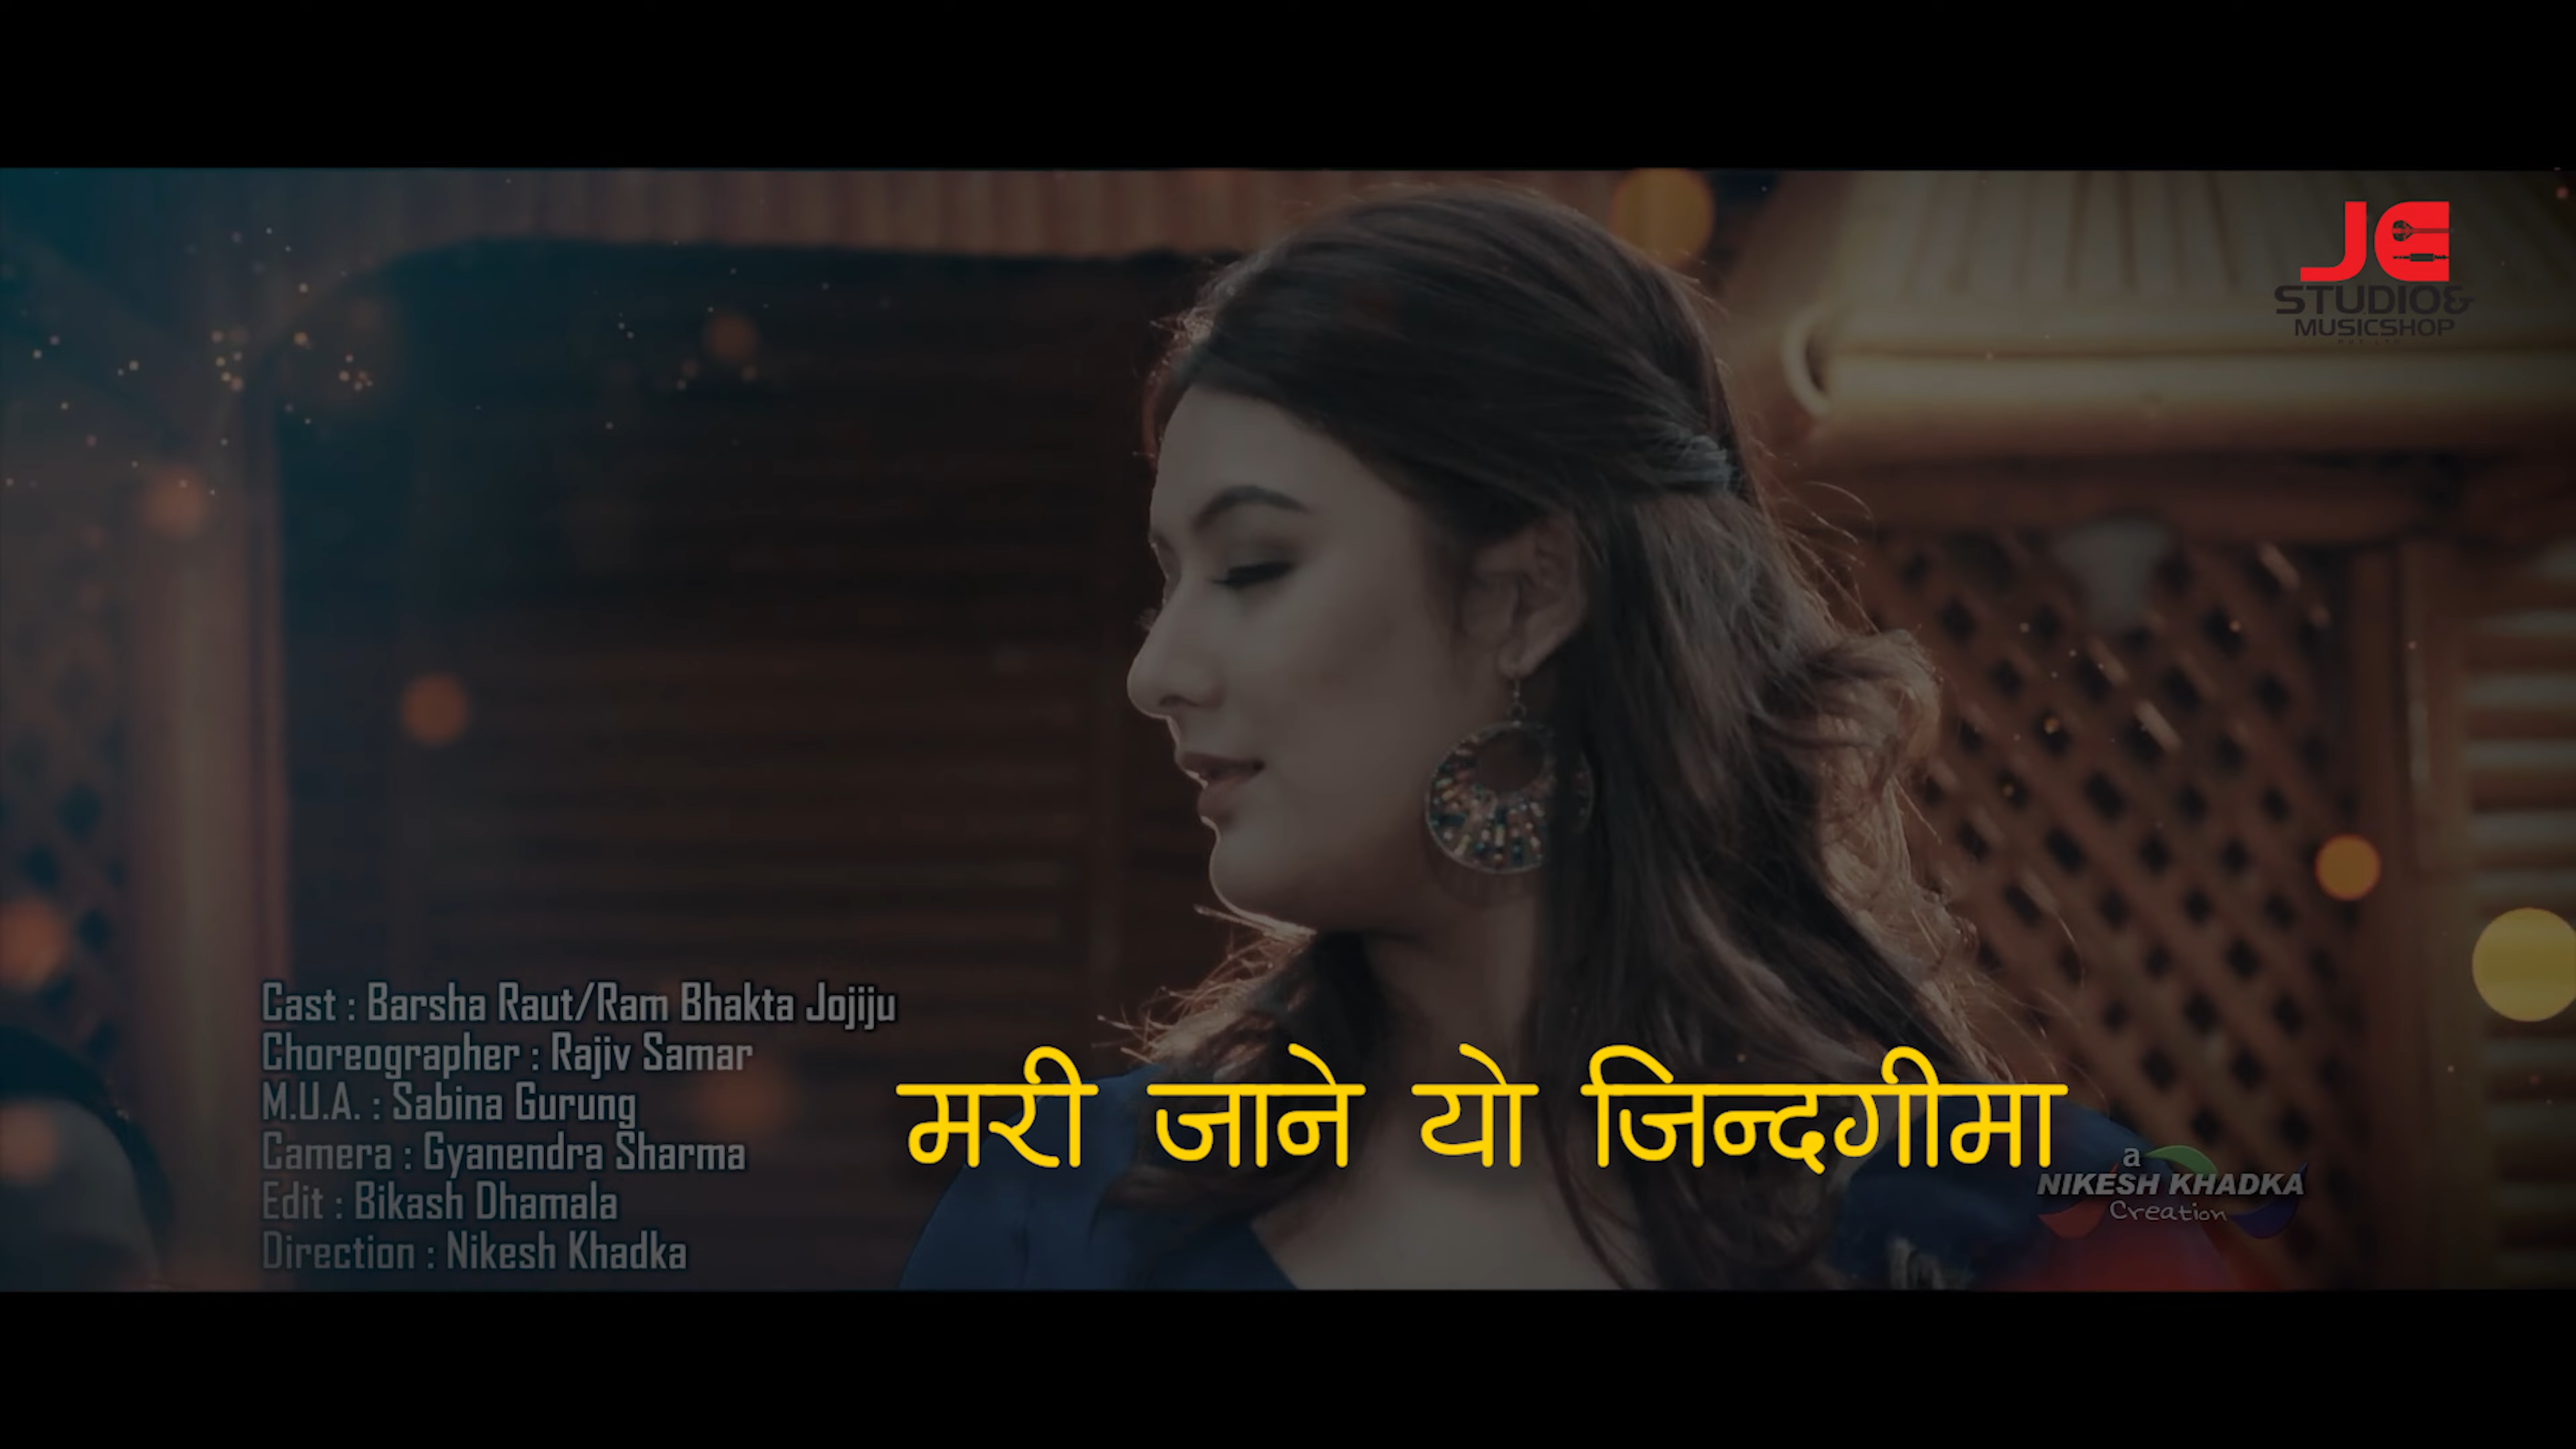 JE
STUDIO&
MUSICSHOP
Cast : Barsha Raut/Ram Bhakta Jojiju
Choreographer : Rajiv Samar
M.U.A. : Sabina Gurung
Camera : Gyanendra Sharma
Edit : Bikash Dhamala
Direction : Nikesh Khadka
मरी जाने यो जिन्दगीमा
a
NIKESH KHADKA
Creation